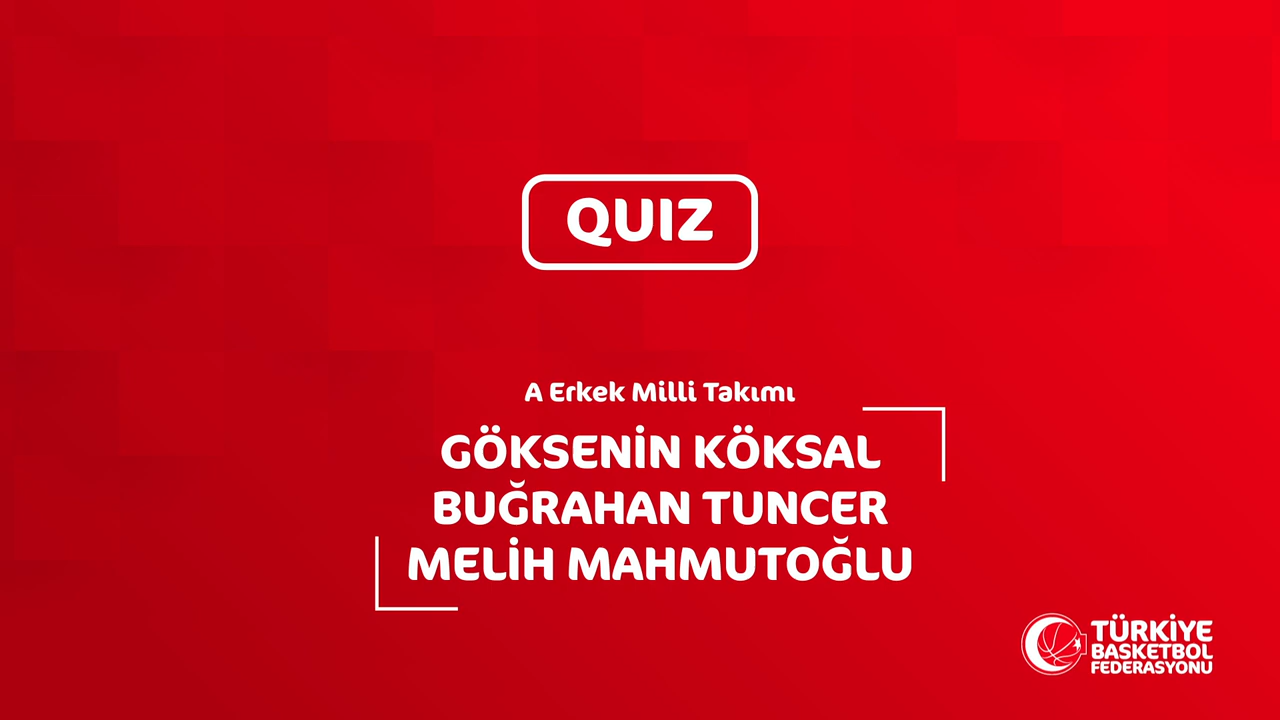 QUIZ
A Erkek Milli Takımı
GÖKSENİN KÖKSAL
BUĞRAHAN TUNCER
MELİH MAHMUTOĞLU
TÜRKİYE
BASKETBOL
FEDERASYONU